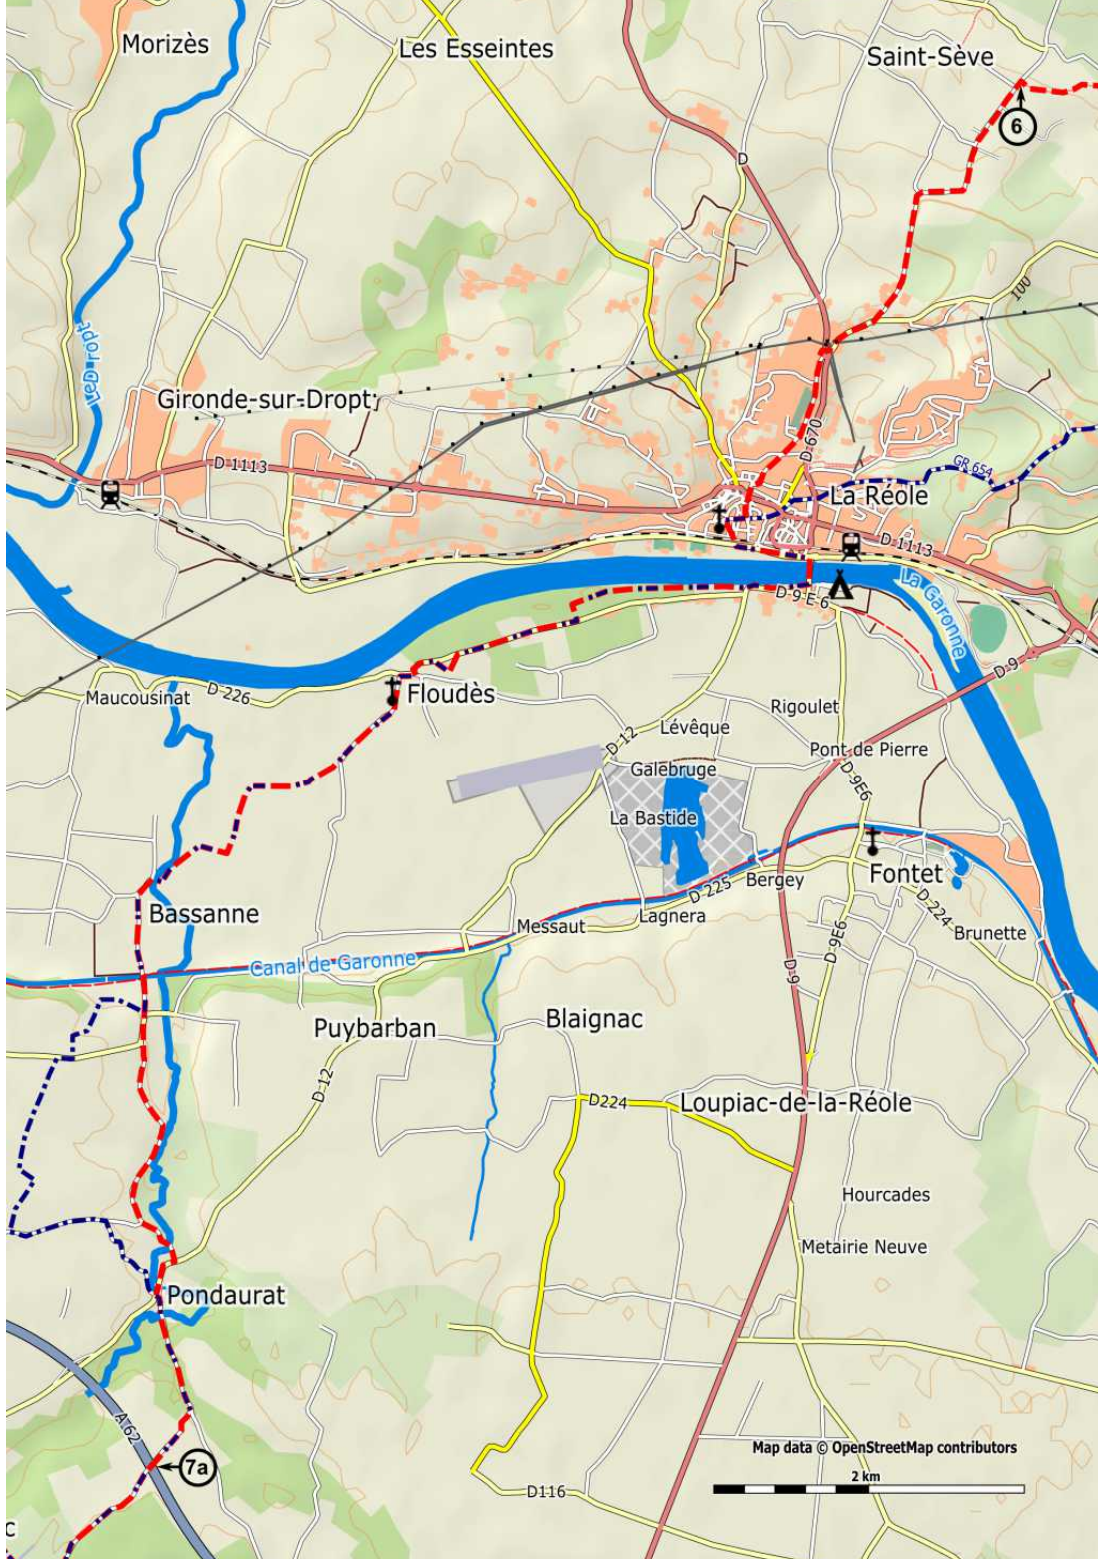 Morizès
Les Esseintes
Saint-Sève
6
D
100
Le Dropt
Gironde-sur-Dropt
D 1113
D 670
GR 654
La Réole
D 1113
La Garonne
D 9 E 6
D 9
Maucousinat
D 226
Floudès
Rigoulet
Lévêque
D 12
Pont de Pierre
Galebruge
D-9E6
La Bastide
Bergey
Fontet
D 225
Bassanne
Lagnera
D-224
Messaut
Brunette
D-9E6
Canal de Garonne
D-9
Puybarban
Blaignac
D-12
D224
Loupiac-de-la-Réole
Hourcades
Metairie Neuve
Pondaurat
A 62
7a
Map data © OpenStreetMap contributors
2 km
D116
c